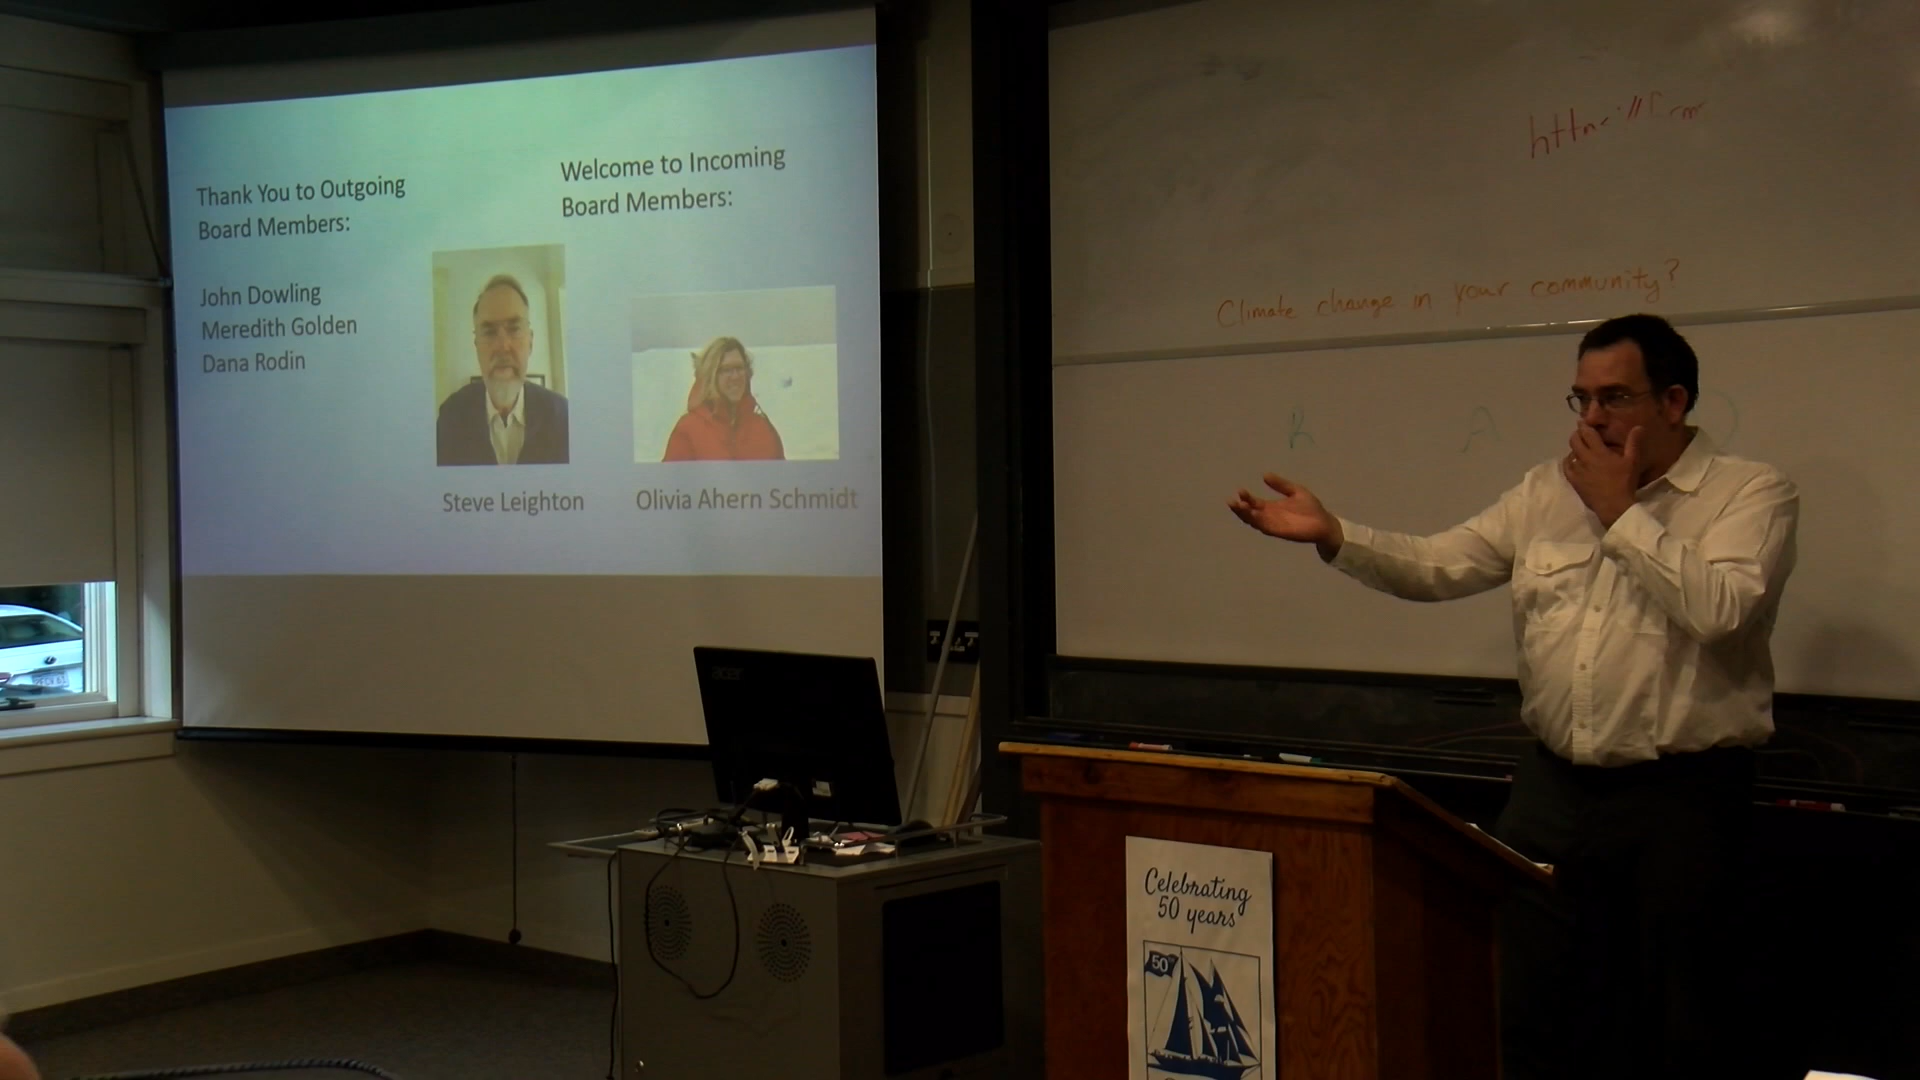 Thank You to Outgoing
Board Members:
John Dowling
Meredith Golden
Dana Rodin
Welcome to Incoming
Board Members:
Steve Leighton
Olivia Ahern Schmidt
Climate change in your community?
R
A
acer
Celebrating
50 years
50